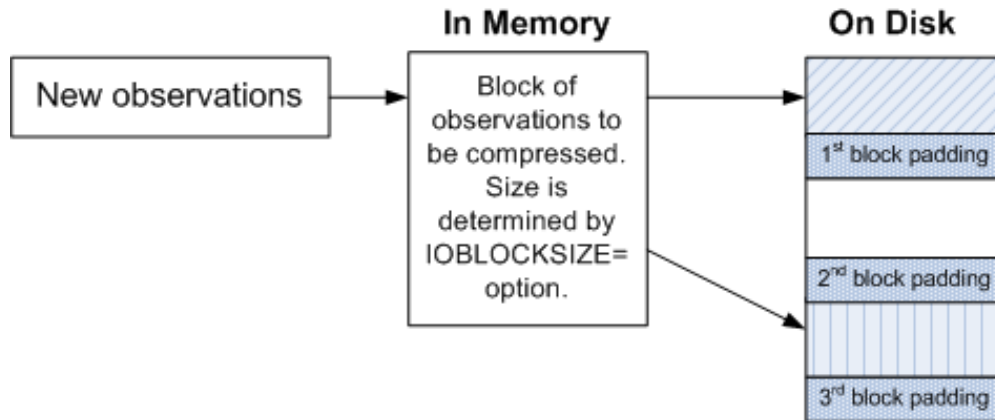 In Memory
On Disk
New observations
Block of
observations to
be compressed.
Size is
determined by
IOBLOCKSIZE=
option.
1st block padding
2nd block padding
3rd block padding